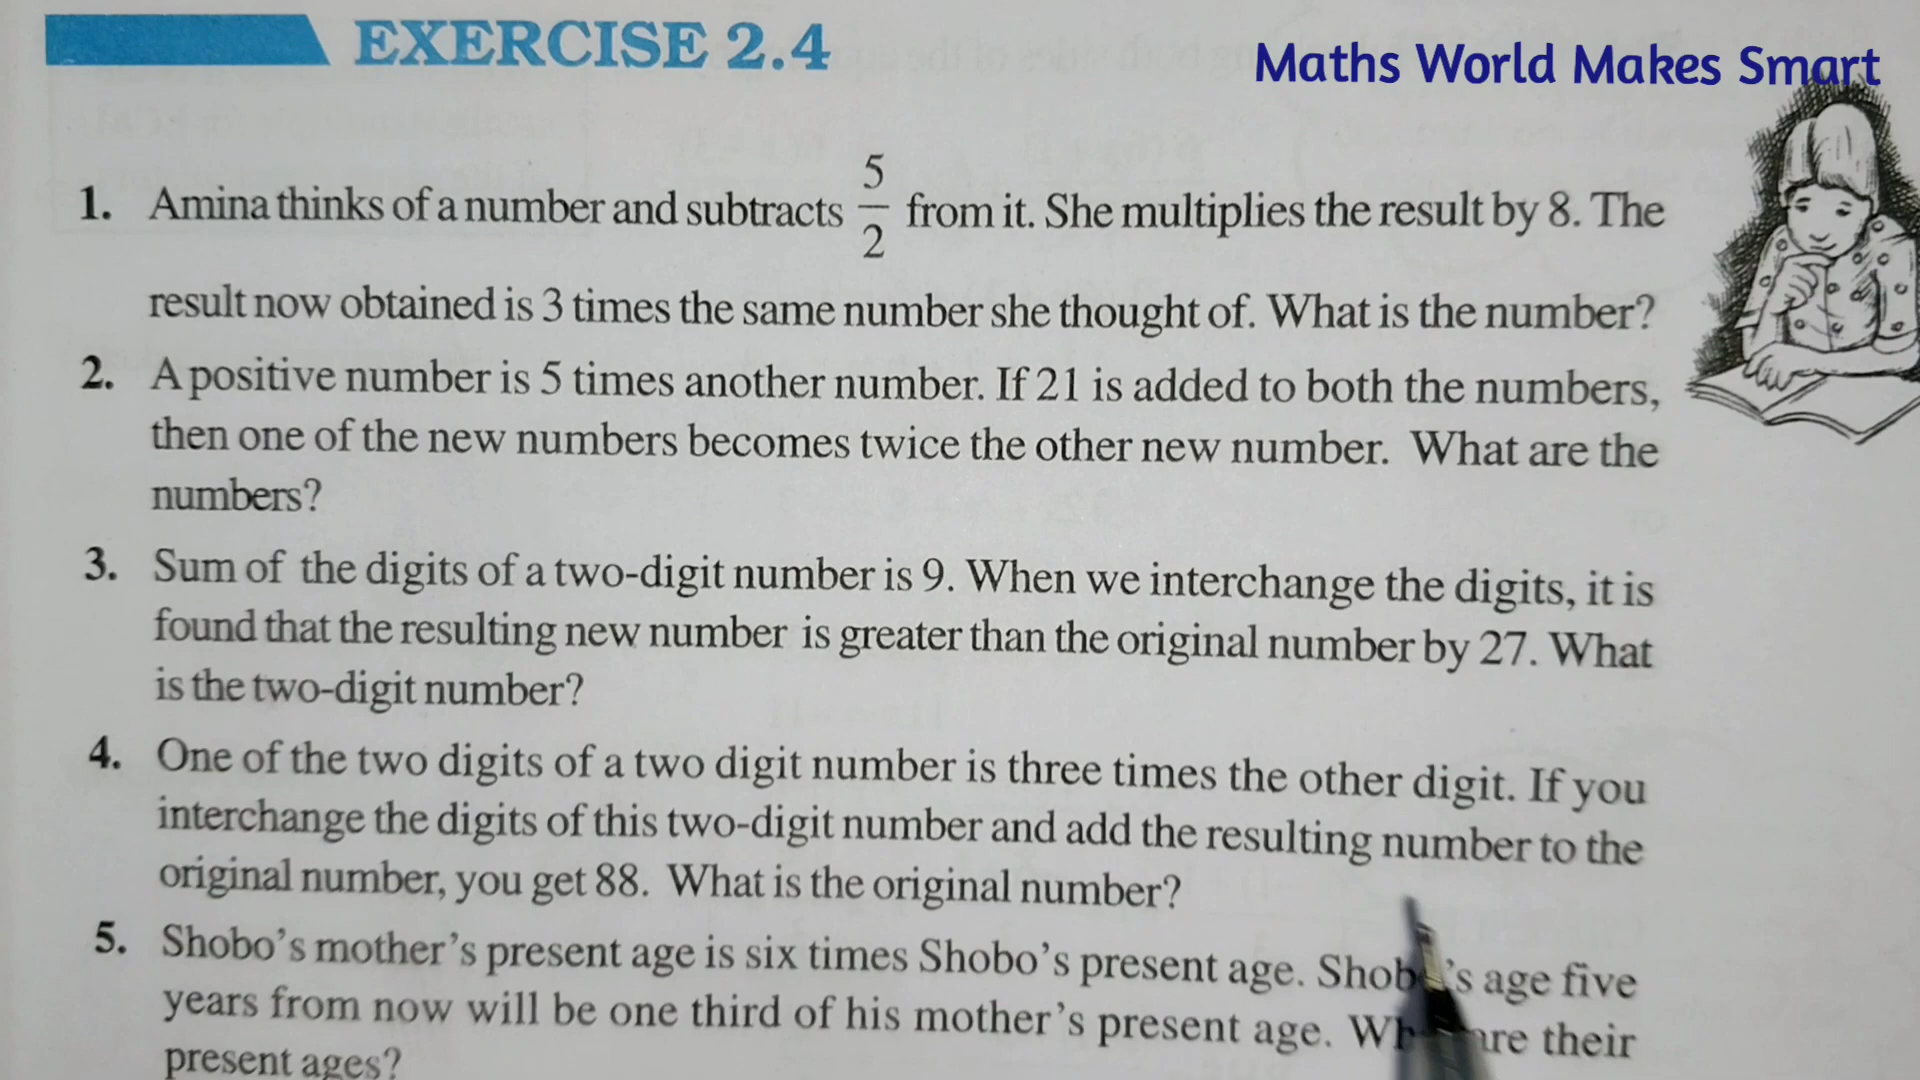 EXERCISE 2.4
Maths World Makes Smart
1. Amina thinks of a number and subtracts 5/2 from it. She multiplies the result by 8. The
result now obtained is 3 times the same number she thought of. What is the number?
2. A positive number is 5 times another number. If 21 is added to both the numbers,
then one of the new numbers becomes twice the other new number. What are the
numbers?
3. Sum of the digits of a two-digit number is 9. When we interchange the digits, it is
found that the resulting new number is greater than the original number by 27. What
is the two-digit number?
4. One of the two digits of a two digit number is three times the other digit. If you
interchange the digits of this two-digit number and add the resulting number to the
original number, you get 88. What is the original number?
5. Shobo's mother's present age is six times Shobo's present age. Shobo's age five
years from now will be one third of his mother's present age. are their
present ages?